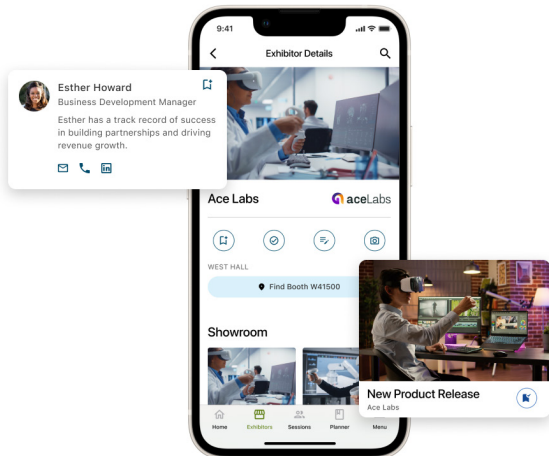 9:41
Exhibitor Details
Esther Howard
Business Development Manager
Esther has a track record of success
in building partnerships and driving
revenue growth.
in
Ace Labs
aceLabs
WEST HALL
Find Booth W41500
Showroom
New Product Release
Ace Labs
Home
Exhibitors
Sessions
Planner
Menu